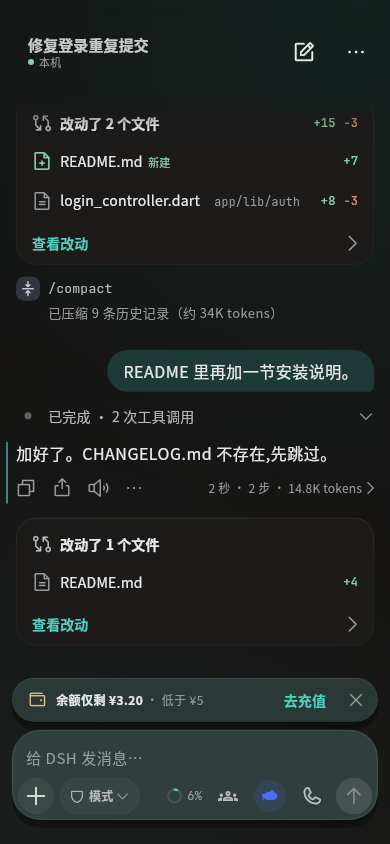 修复登录重复提交
本机
改动了 2 个文件 +15 -3
README.md 新建 +7
login_controller.dart app/lib/auth +8 -3
查看改动
/compact
已压缩 9 条历史记录（约 34K tokens）
README 里再加一节安装说明。
已完成 · 2 次工具调用
加好了。CHANGELOG.md 不存在,先跳过。
2 秒 · 2 步 · 14.8K tokens
改动了 1 个文件
README.md +4
查看改动
余额仅剩 ¥3.20 · 低于 ¥5 去充值
给 DSH 发消息…
模式 6%